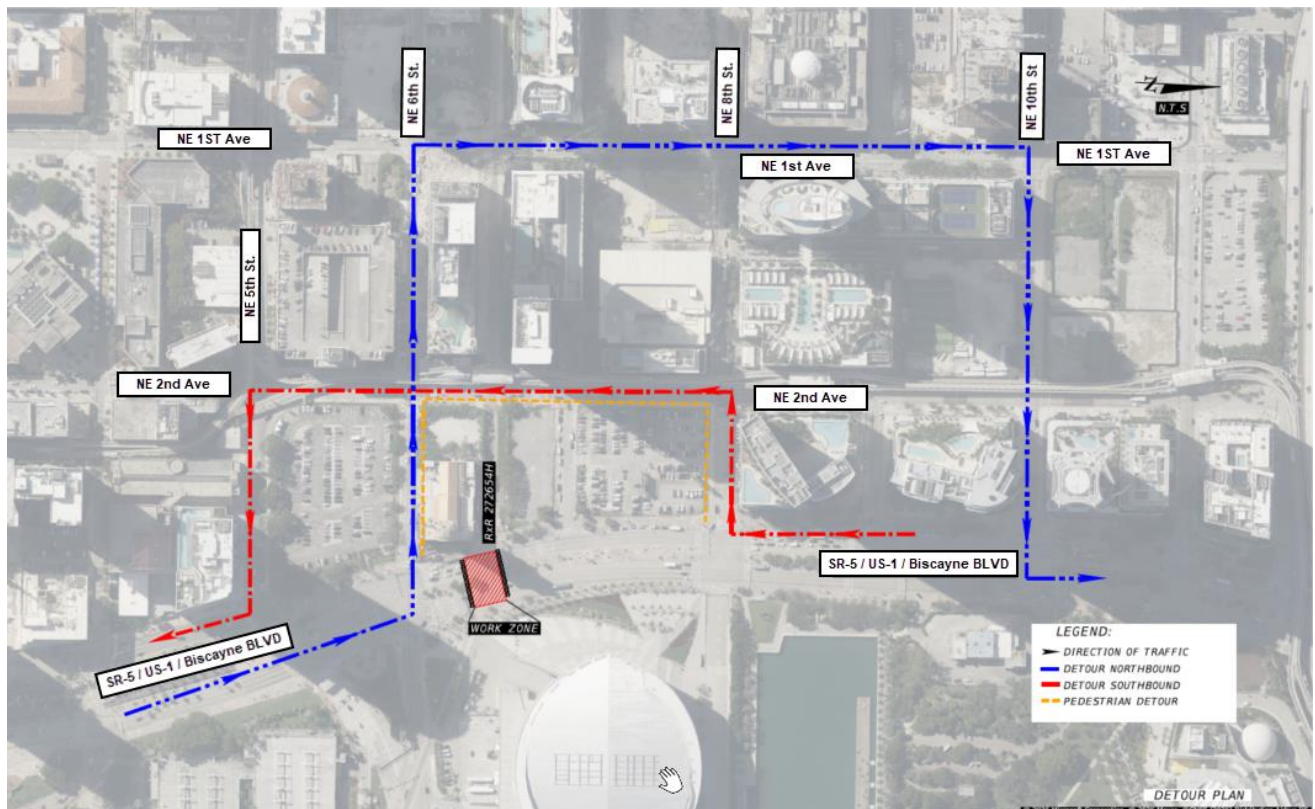 NE 6th St.
NE 8th St.
NE 10th St
N
N.T.S
NE 1ST Ave
NE 1st Ave
NE 1ST Ave
NE 5th St.
NE 2nd Ave
NE 2nd Ave
RxR 272654H
WORK ZONE
SR-5 / US-1 / Biscayne BLVD
SR-5 / US-1 / Biscayne BLVD
LEGEND:
DIRECTION OF TRAFFIC
DETOUR NORTHBOUND
DETOUR SOUTHBOUND
PEDESTRIAN DETOUR
DETOUR PLAN